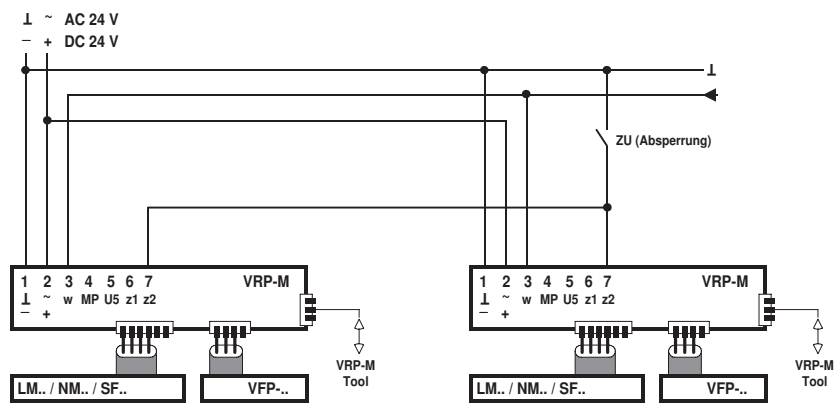 ⊥ ~ AC 24 V
− + DC 24 V
⊥
ZU (Absperrung)
1 2 3 4 5 6 7 VRP-M
⊥ ~ w MP U5 z1 z2
− +
VRP-M
Tool
LM.. / NM.. / SF..
VFP-..
1 2 3 4 5 6 7 VRP-M
⊥ ~ w MP U5 z1 z2
− +
VRP-M
Tool
LM.. / NM.. / SF..
VFP-..